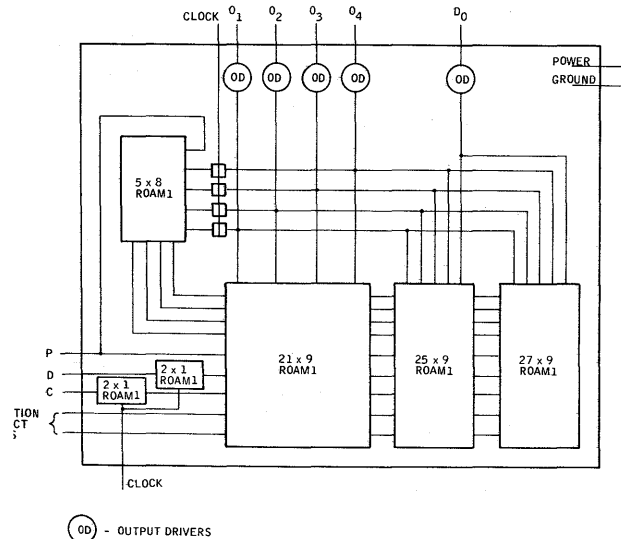 CLOCK O1 O2 O3 O4 DO
OD OD OD OD OD
POWER
GROUND
5 x 8
ROAM1
P
D
C
2 x 1
ROAM1
2 x 1
ROAM1
21 x 9
ROAM1
25 x 9
ROAM1
27 x 9
ROAM1
TION
CT
CLOCK
OD - OUTPUT DRIVERS